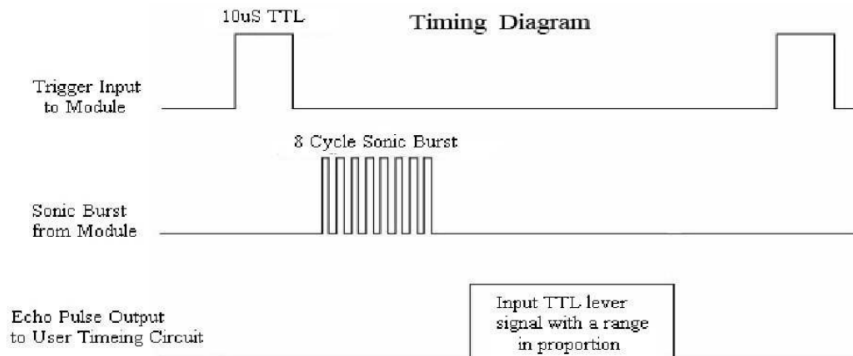 10uS TTL
Timing Diagram
Trigger Input
to Module
8 Cycle Sonic Burst
Sonic Burst
from Module
Echo Pulse Output
to User Timeing Circuit
Input TTL lever
signal with a range
in proportion